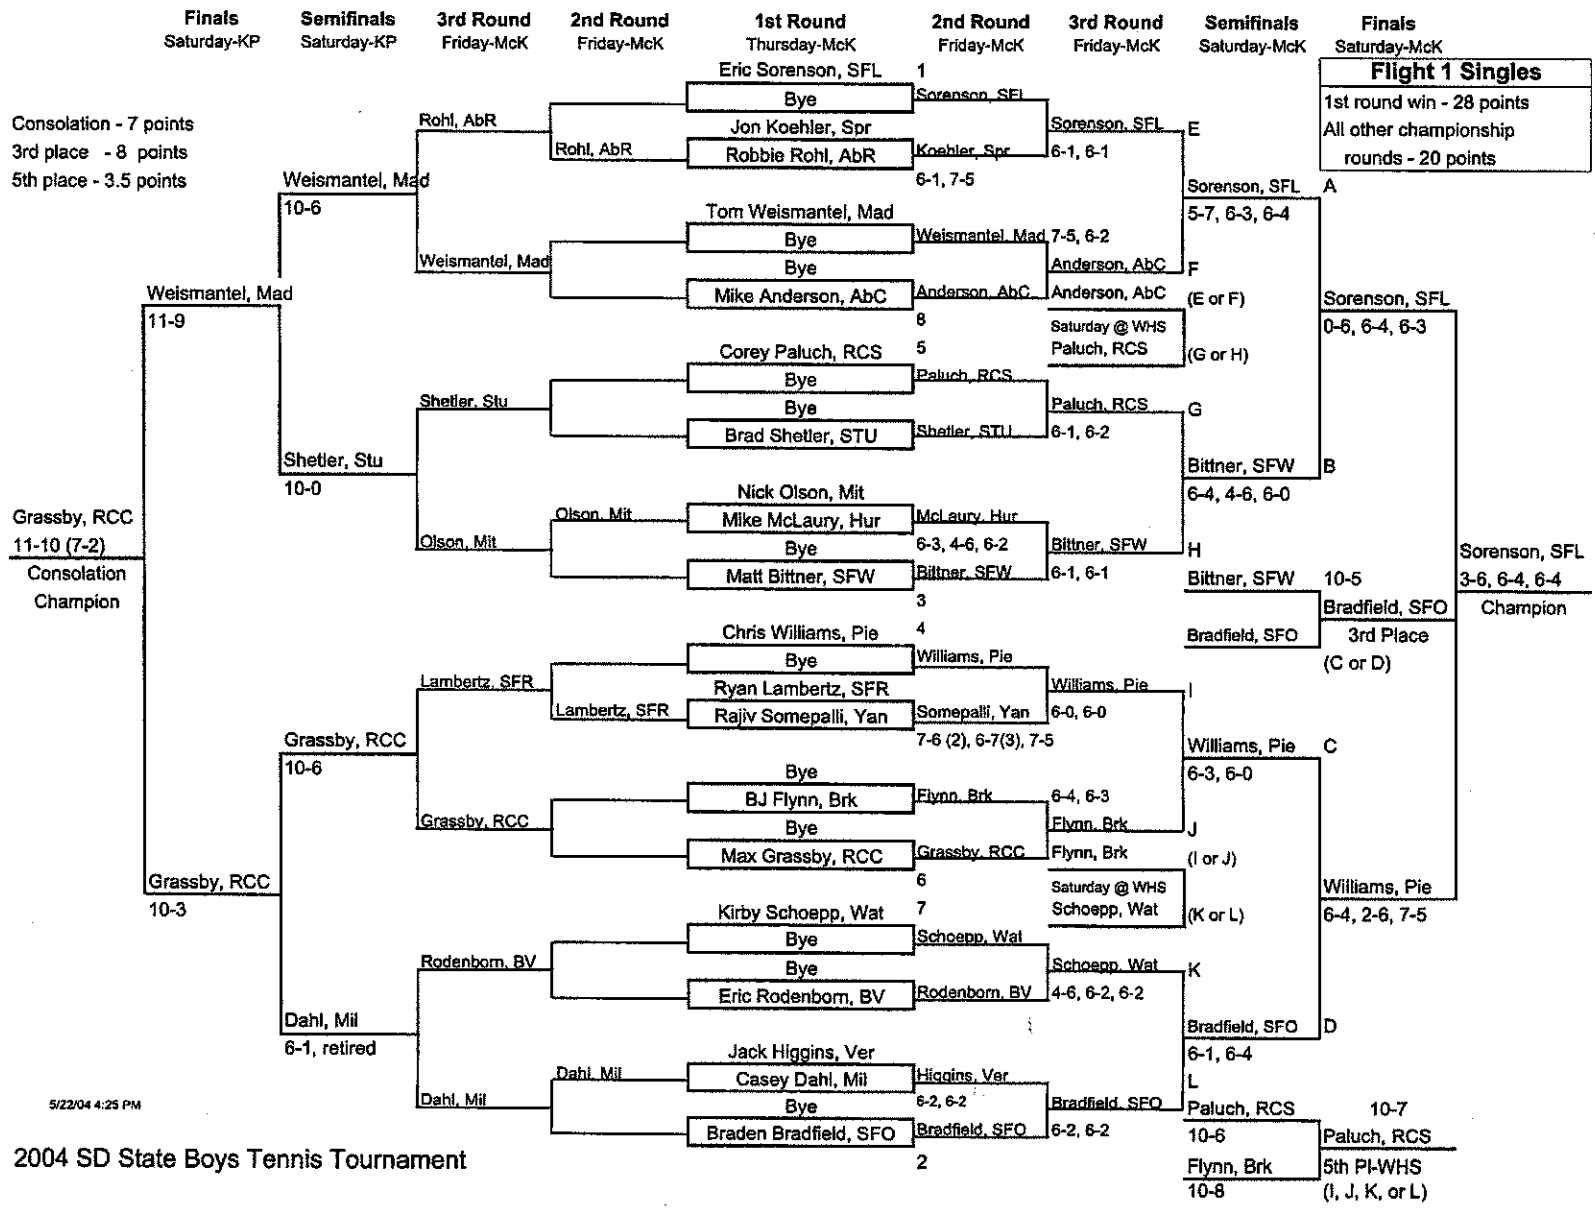 Finals Semifinals 3rd Round 2nd Round 1st Round 2nd Round 3rd Round Semifinals Finals
Saturday-KP Saturday-KP Friday-McK Friday-McK Thursday-McK Friday-McK Friday-McK Saturday-McK Saturday-McK
Flight 1 Singles
1st round win - 28 points
All other championship
rounds - 20 points
Consolation - 7 points
3rd place - 8 points
5th place - 3.5 points
Grassby, RCC
11-10 (7-2)
Consolation
Champion
Weismantel, Mad
11-9
Grassby, RCC
10-3
Weismantel, Mad
10-6
Shetler, Stu
10-0
Grassby, RCC
10-6
Dahl, Mil
6-1, retired
Rohl, AbR
Weismantel, Mad
Shetler, Stu
Olson, Mit
Lambertz, SFR
Grassby, RCC
Rodenborn, BV
Dahl, Mil
Rohl, AbR
Olson, Mit
Lambertz, SFR
Dahl, Mil
Eric Sorenson, SFL
Bye
Jon Koehler, Spr
Robbie Rohl, AbR
Tom Weismantel, Mad
Bye
Bye
Mike Anderson, AbC
Corey Paluch, RCS
Bye
Bye
Brad Shetler, STU
Nick Olson, Mit
Mike McLaury, Hur
Bye
Matt Bittner, SFW
Chris Williams, Pie
Bye
Ryan Lambertz, SFR
Rajiv Somepalli, Yan
Bye
BJ Flynn, Brk
Bye
Max Grassby, RCC
Kirby Schoepp, Wat
Bye
Bye
Eric Rodenborn, BV
Jack Higgins, Ver
Casey Dahl, Mil
Bye
Braden Bradfield, SFO
1
Sorenson, SFL
Koehler, Spr
6-1, 7-5
Weismantel, Mad
Anderson, AbC
8
5
Paluch, RCS
Shetler, STU
McLaury, Hur
6-3, 4-6, 6-2
Bittner, SFW
3
4
Williams, Pie
Somepalli, Yan
7-6 (2), 6-7(3), 7-5
Flynn, Brk
Grassby, RCC
6
7
Schoepp, Wat
Rodenborn, BV
Higgins, Ver
6-2, 6-2
Bradfield, SFO
2
Sorenson, SFL
6-1, 6-1
7-5, 6-2
Anderson, AbC
Anderson, AbC
Saturday @ WHS
Paluch, RCS
Paluch, RCS
6-1, 6-2
Bittner, SFW
6-1, 6-1
Williams, Pie
6-0, 6-0
6-4, 6-3
Flynn, Brk
Flynn, Brk
Saturday @ WHS
Schoepp, Wat
Schoepp, Wat
4-6, 6-2, 6-2
Bradfield, SFO
6-2, 6-2
E
Sorenson, SFL
5-7, 6-3, 6-4
F
(E or F)
(G or H)
G
Bittner, SFW
6-4, 4-6, 6-0
H
Bittner, SFW
Bradfield, SFO
I
Williams, Pie
6-3, 6-0
J
(I or J)
(K or L)
K
Bradfield, SFO
6-1, 6-4
L
Paluch, RCS
10-6
Flynn, Brk
10-8
A
Sorenson, SFL
0-6, 6-4, 6-3
B
10-5
Bradfield, SFO
3rd Place
(C or D)
C
Williams, Pie
6-4, 2-6, 7-5
D
10-7
Paluch, RCS
5th Pl-WHS
(I, J, K, or L)
Sorenson, SFL
3-6, 6-4, 6-4
Champion
5/22/04 4:25 PM
2004 SD State Boys Tennis Tournament